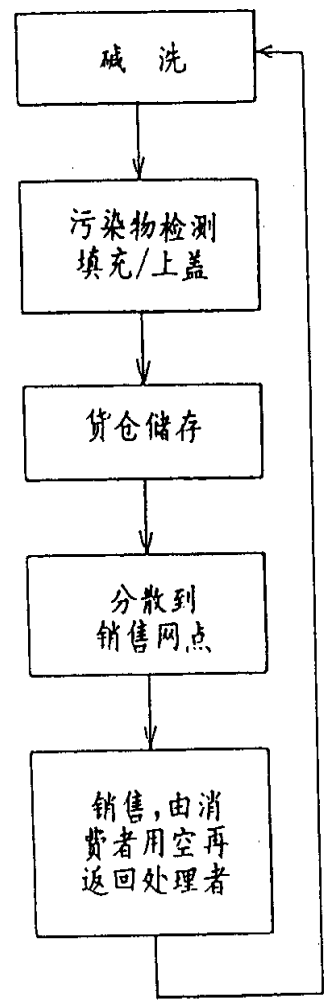 碱洗
污染物检测
填充/上盖
货仓储存
分散到
销售网点
销售,由消
费者用空再
返回处理者